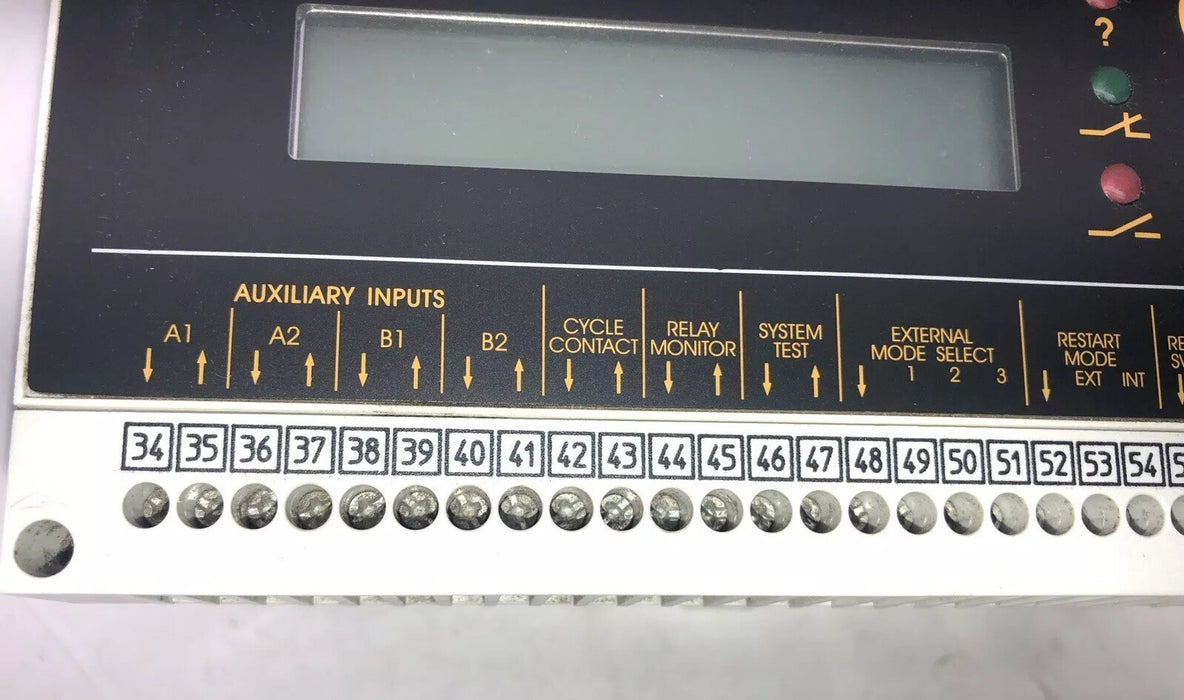 ?
AUXILIARY INPUTS
A1 A2 B1 B2
CYCLE
CONTACT
RELAY
MONITOR
SYSTEM
TEST
EXTERNAL
MODE SELECT
1 2 3
RESTART
MODE
EXT INT
34 35 36 37 38 39 40 41 42 43 44 45 46 47 48 49 50 51 52 53 54